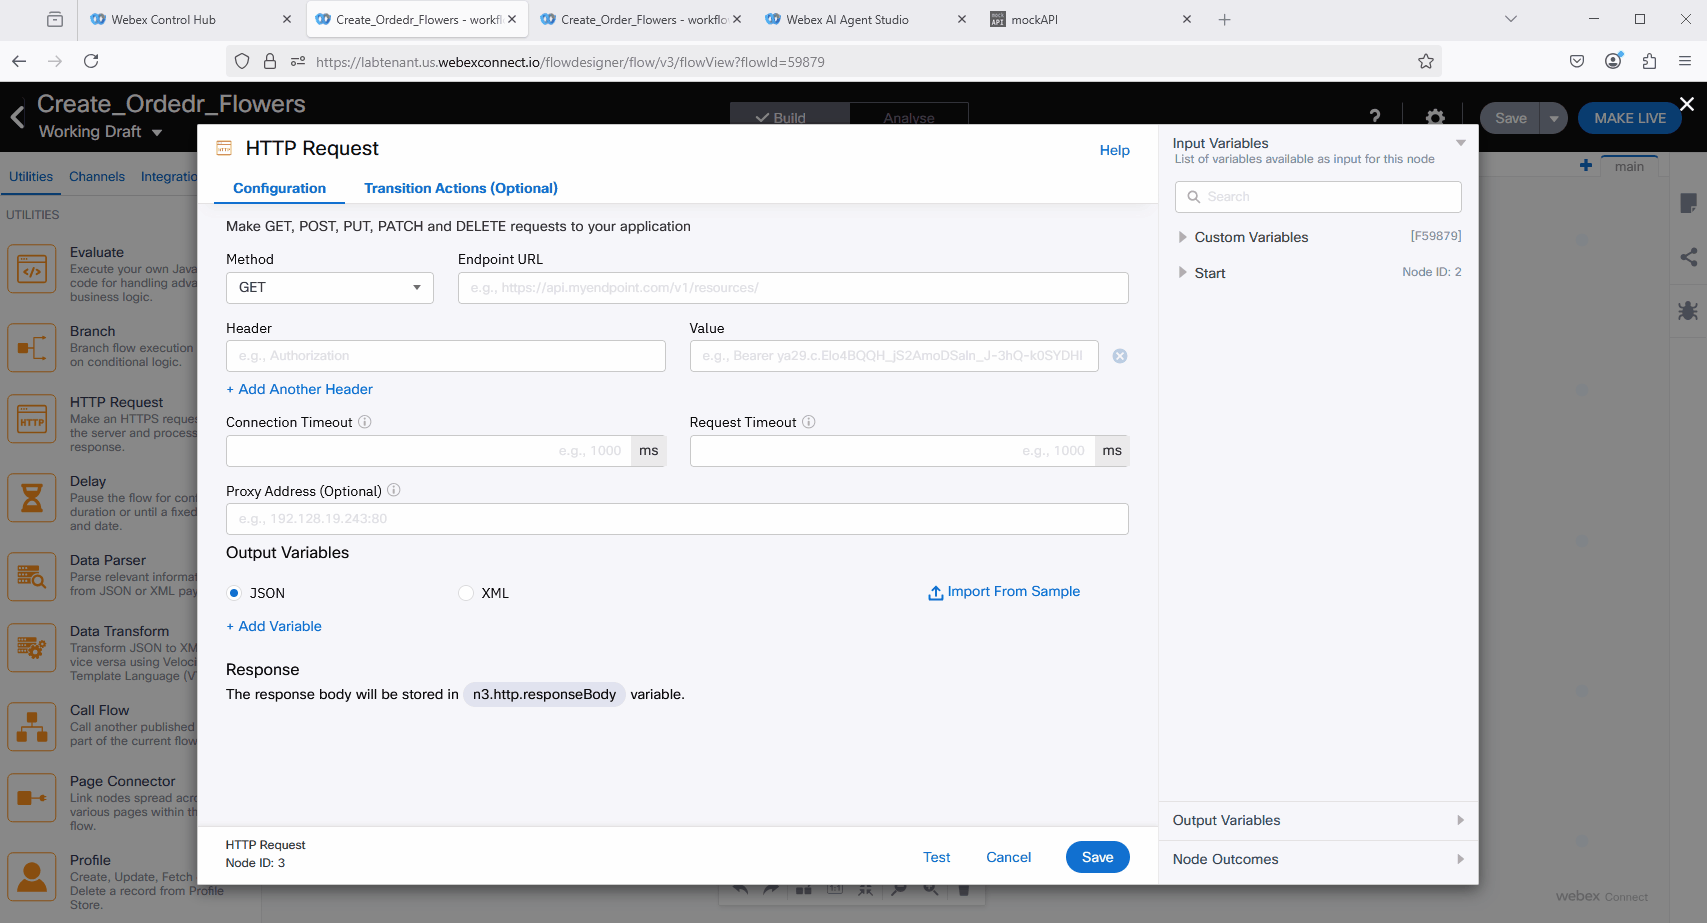 Webex Control Hub
Create_Ordedr_Flowers - workfl
Create_Order_Flowers - workflo
Webex AI Agent Studio
mock API
mockAPI
https://labtenant.us.webexconnect.io/flowdesigner/flow/v3/flowView?flowId=59879
Create_Ordedr_Flowers
Working Draft
Build
Analyse
?
Save
MAKE LIVE
Utilities
Channels
Integratio
main
UTILITIES
Evaluate
Execute your own Java
code for handling adva
business logic.
Branch
Branch flow execution
on conditional logic.
HTTP
HTTP Request
Make an HTTPS reques
the server and process
response.
Delay
Pause the flow for con
duration or until a fixed
and date.
Data Parser
Parse relevant informat
from JSON or XML pay
Data Transform
Transform JSON to XM
vice versa using Veloci
Template Language (V
Call Flow
Call another published
part of the current flow
Page Connector
Link nodes spread acro
various pages within th
flow.
Profile
Create, Update, Fetch
Delete a record from Profile
Store.
HTTP Request
Help
Configuration
Transition Actions (Optional)
Make GET, POST, PUT, PATCH and DELETE requests to your application
Method
Endpoint URL
GET
e.g., https://api.myendpoint.com/v1/resources/
Header
Value
e.g., Authorization
e.g., Bearer ya29.c.Elo4BQQH_jS2AmoDSaln_J-3hQ-k0SYDHI
+ Add Another Header
Connection Timeout
Request Timeout
e.g., 1000 ms
e.g., 1000 ms
Proxy Address (Optional)
e.g., 192.128.19.243:80
Output Variables
JSON
XML
Import From Sample
+ Add Variable
Response
The response body will be stored in n3.http.responseBody variable.
HTTP Request
Node ID: 3
Test
Cancel
Save
Input Variables
List of variables available as input for this node
Search
Custom Variables
[F59879]
Start
Node ID: 2
Output Variables
Node Outcomes
webex Connect